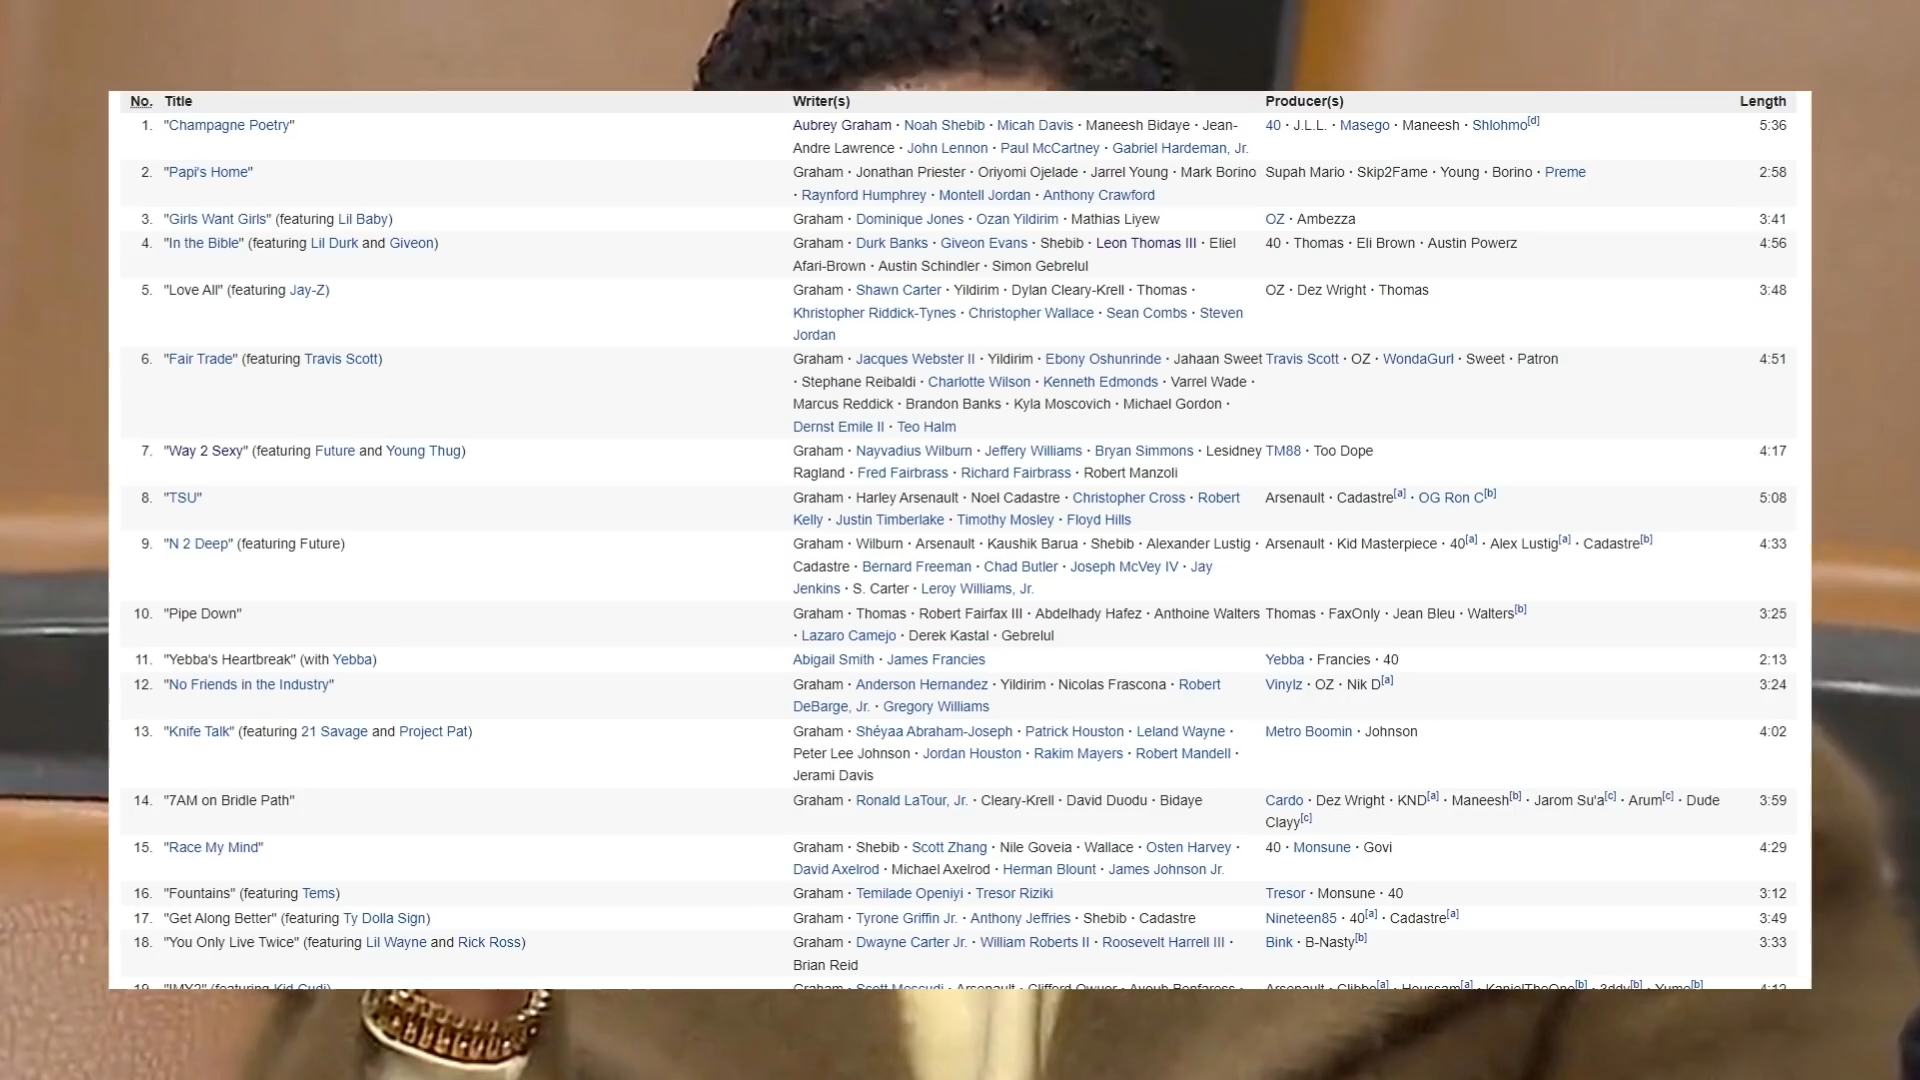 No. Title Writer(s) Producer(s) Length
1. "Champagne Poetry" Aubrey Graham · Noah Shebib · Micah Davis · Maneesh Bidaye · Jean- 40 · J.L.L. · Masego · Maneesh · Shlohmo[d] 5:36
Andre Lawrence · John Lennon · Paul McCartney · Gabriel Hardeman, Jr.
2. "Papi's Home" Graham · Jonathan Priester · Oriyomi Ojelade · Jarrel Young · Mark Borino Supah Mario · Skip2Fame · Young · Borino · Preme 2:58
· Raynford Humphrey · Montell Jordan · Anthony Crawford
3. "Girls Want Girls" (featuring Lil Baby) Graham · Dominique Jones · Ozan Yildirim · Mathias Liyew OZ · Ambezza 3:41
4. "In the Bible" (featuring Lil Durk and Giveon) Graham · Durk Banks · Giveon Evans · Shebib · Leon Thomas III · Eliel 40 · Thomas · Eli Brown · Austin Powerz 4:56
Afari-Brown · Austin Schindler · Simon Gebrelul
5. "Love All" (featuring Jay-Z) Graham · Shawn Carter · Yildirim · Dylan Cleary-Krell · Thomas · OZ · Dez Wright · Thomas 3:48
Khristopher Riddick-Tynes · Christopher Wallace · Sean Combs · Steven
Jordan
6. "Fair Trade" (featuring Travis Scott) Graham · Jacques Webster II · Yildirim · Ebony Oshunrinde · Jahaan Sweet Travis Scott · OZ · WondaGurl · Sweet · Patron 4:51
· Stephane Reibaldi · Charlotte Wilson · Kenneth Edmonds · Varrel Wade ·
Marcus Reddick · Brandon Banks · Kyla Moscovich · Michael Gordon ·
Dernst Emile II · Teo Halm
7. "Way 2 Sexy" (featuring Future and Young Thug) Graham · Nayvadius Wilburn · Jeffery Williams · Bryan Simmons · Lesidney TM88 · Too Dope 4:17
Ragland · Fred Fairbrass · Richard Fairbrass · Robert Manzoli
8. "TSU" Graham · Harley Arsenault · Noel Cadastre · Christopher Cross · Robert Arsenault · Cadastre[a] · OG Ron C[b] 5:08
Kelly · Justin Timberlake · Timothy Mosley · Floyd Hills
9. "N 2 Deep" (featuring Future) Graham · Wilburn · Arsenault · Kaushik Barua · Shebib · Alexander Lustig · Arsenault · Kid Masterpiece · 40[a] · Alex Lustig[a] · Cadastre[b] 4:33
Cadastre · Bernard Freeman · Chad Butler · Joseph McVey IV · Jay
Jenkins · S. Carter · Leroy Williams, Jr.
10. "Pipe Down" Graham · Thomas · Robert Fairfax III · Abdelhady Hafez · Anthoine Walters Thomas · FaxOnly · Jean Bleu · Walters[b] 3:25
· Lazaro Camejo · Derek Kastal · Gebrelul
11. "Yebba's Heartbreak" (with Yebba) Abigail Smith · James Francies Yebba · Francies · 40 2:13
12. "No Friends in the Industry" Graham · Anderson Hernandez · Yildirim · Nicolas Frascona · Robert Vinylz · OZ · Nik D[a] 3:24
DeBarge, Jr. · Gregory Williams
13. "Knife Talk" (featuring 21 Savage and Project Pat) Graham · Shéyaa Abraham-Joseph · Patrick Houston · Leland Wayne · Metro Boomin · Johnson 4:02
Peter Lee Johnson · Jordan Houston · Rakim Mayers · Robert Mandell ·
Jerami Davis
14. "7AM on Bridle Path" Graham · Ronald LaTour, Jr. · Cleary-Krell · David Duodu · Bidaye Cardo · Dez Wright · KND[a] · Maneesh[b] · Jarom Su'a[c] · Arum[c] · Dude 3:59
Clayy[c]
15. "Race My Mind" Graham · Shebib · Scott Zhang · Nile Goveia · Wallace · Osten Harvey · 40 · Monsune · Govi 4:29
David Axelrod · Michael Axelrod · Herman Blount · James Johnson Jr.
16. "Fountains" (featuring Tems) Graham · Temilade Openiyi · Tresor Riziki Tresor · Monsune · 40 3:12
17. "Get Along Better" (featuring Ty Dolla Sign) Graham · Tyrone Griffin Jr. · Anthony Jeffries · Shebib · Cadastre Nineteen85 · 40[a] · Cadastre[a] 3:49
18. "You Only Live Twice" (featuring Lil Wayne and Rick Ross) Graham · Dwayne Carter Jr. · William Roberts II · Roosevelt Harrell III · Bink · B-Nasty[b] 3:33
Brian Reid
19. "IMY2" (featuring Kid Cudi) Graham · Scott Mescudi · Arsenault · Clifford Owuor · Arsenault · 4:12